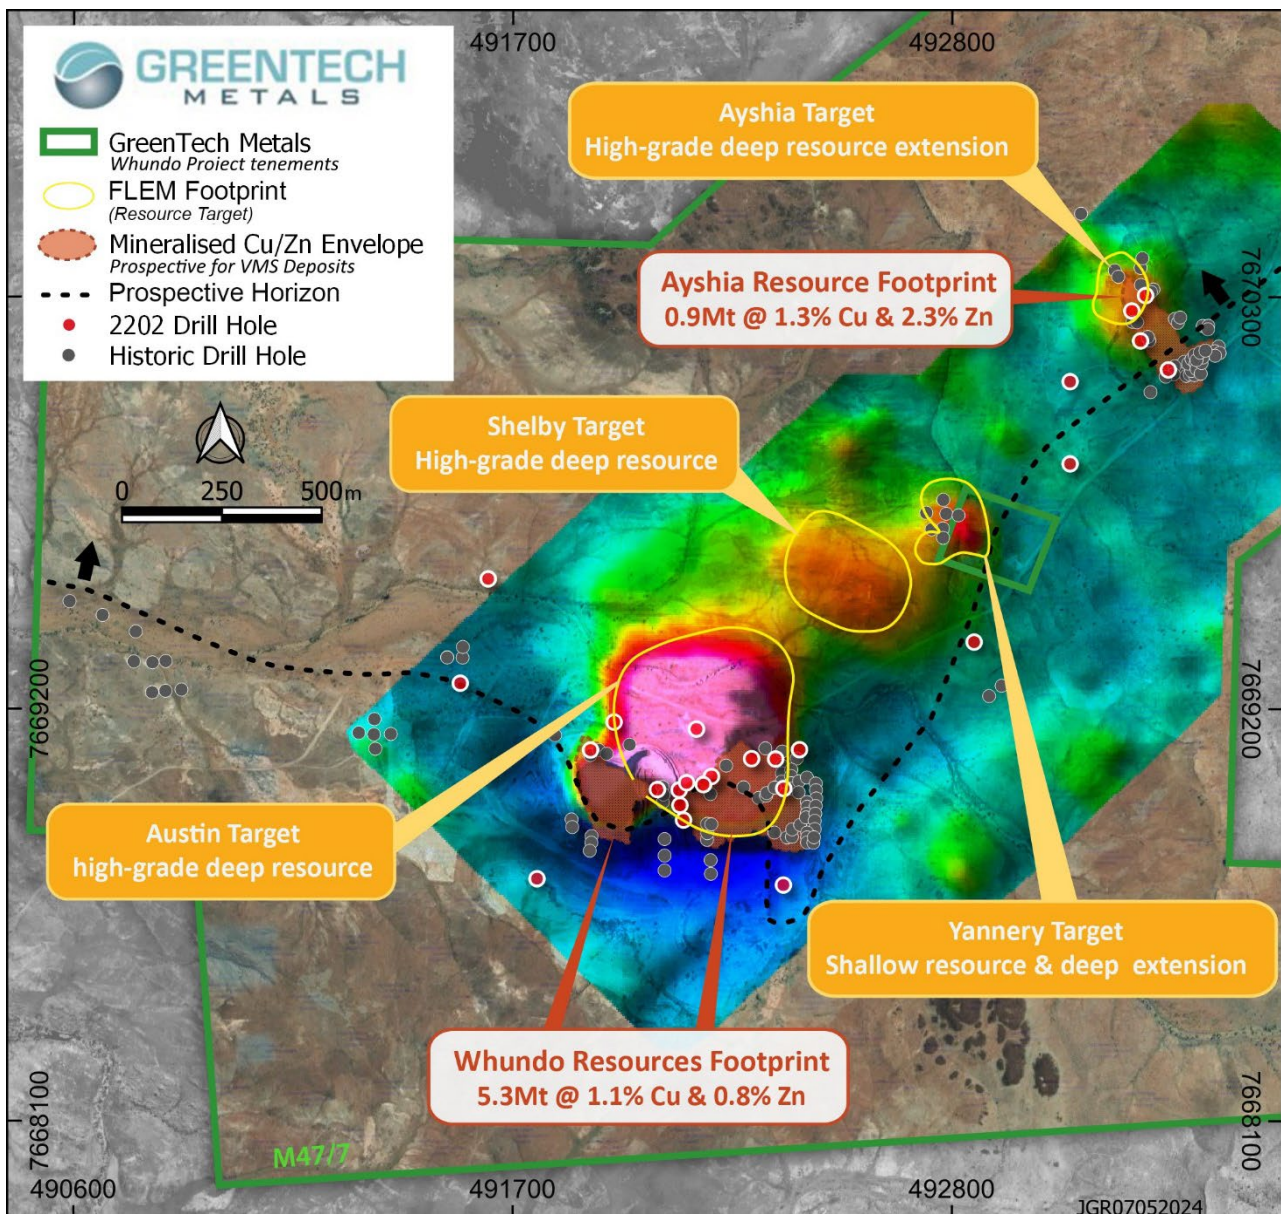 GREENTECH
METALS
GreenTech Metals
Whundo Proiect tenements
FLEM Footprint
(Resource Target)
Mineralised Cu/Zn Envelope
Prospective for VMS Deposits
Prospective Horizon
2202 Drill Hole
Historic Drill Hole
491700
492800
Ayshia Target
High-grade deep resource extension
Ayshia Resource Footprint
0.9Mt @ 1.3% Cu & 2.3% Zn
7670300
Shelby Target
High-grade deep resource
0 250 500m
7669200
7669200
Austin Target
high-grade deep resource
Yannery Target
Shallow resource & deep extension
Whundo Resources Footprint
5.3Mt @ 1.1% Cu & 0.8% Zn
7668100
7668100
M47/7
490600
491700
492800
JGR07052024